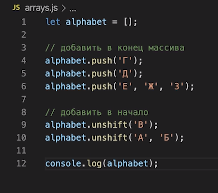 JS arrays.js > ...
1 let alphabet = [];
2
3 // добавить в конец массива
4 alphabet.push('Г');
5 alphabet.push('Д');
6 alphabet.push('Е', 'Ж', 'З');
7
8 // добавить в начало
9 alphabet.unshift('В');
10 alphabet.unshift('А', 'Б');
11
12 console.log(alphabet);